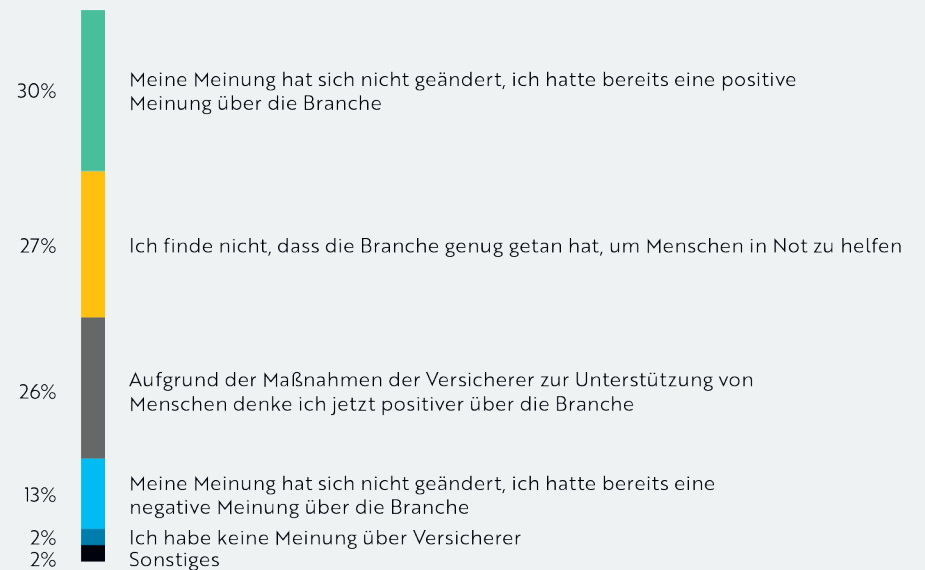 30%
Meine Meinung hat sich nicht geändert, ich hatte bereits eine positive
Meinung über die Branche
27%
Ich finde nicht, dass die Branche genug getan hat, um Menschen in Not zu helfen
26%
Aufgrund der Maßnahmen der Versicherer zur Unterstützung von
Menschen denke ich jetzt positiver über die Branche
13%
Meine Meinung hat sich nicht geändert, ich hatte bereits eine
negative Meinung über die Branche
2%
Ich habe keine Meinung über Versicherer
2%
Sonstiges